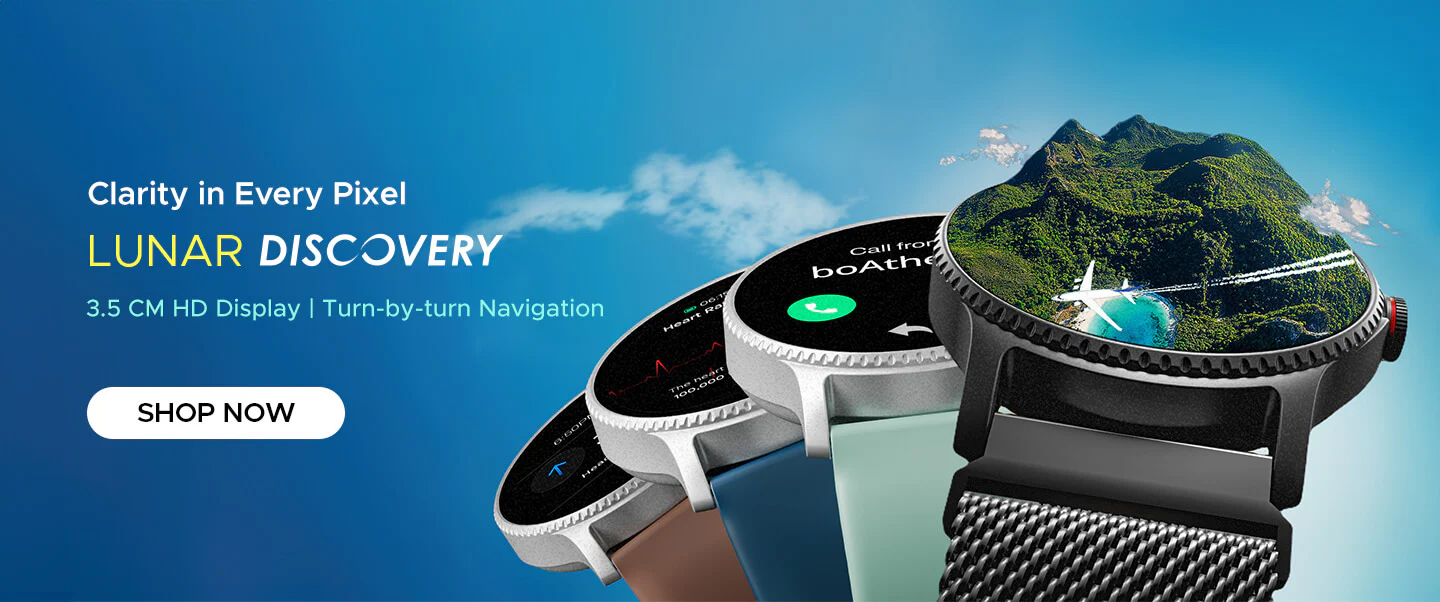 Clarity in Every Pixel
LUNAR DISCOVERY
3.5 CM HD Display | Turn-by-turn Navigation
SHOP NOW
Call from
boAthe
Heart Ra
The heart
100,000